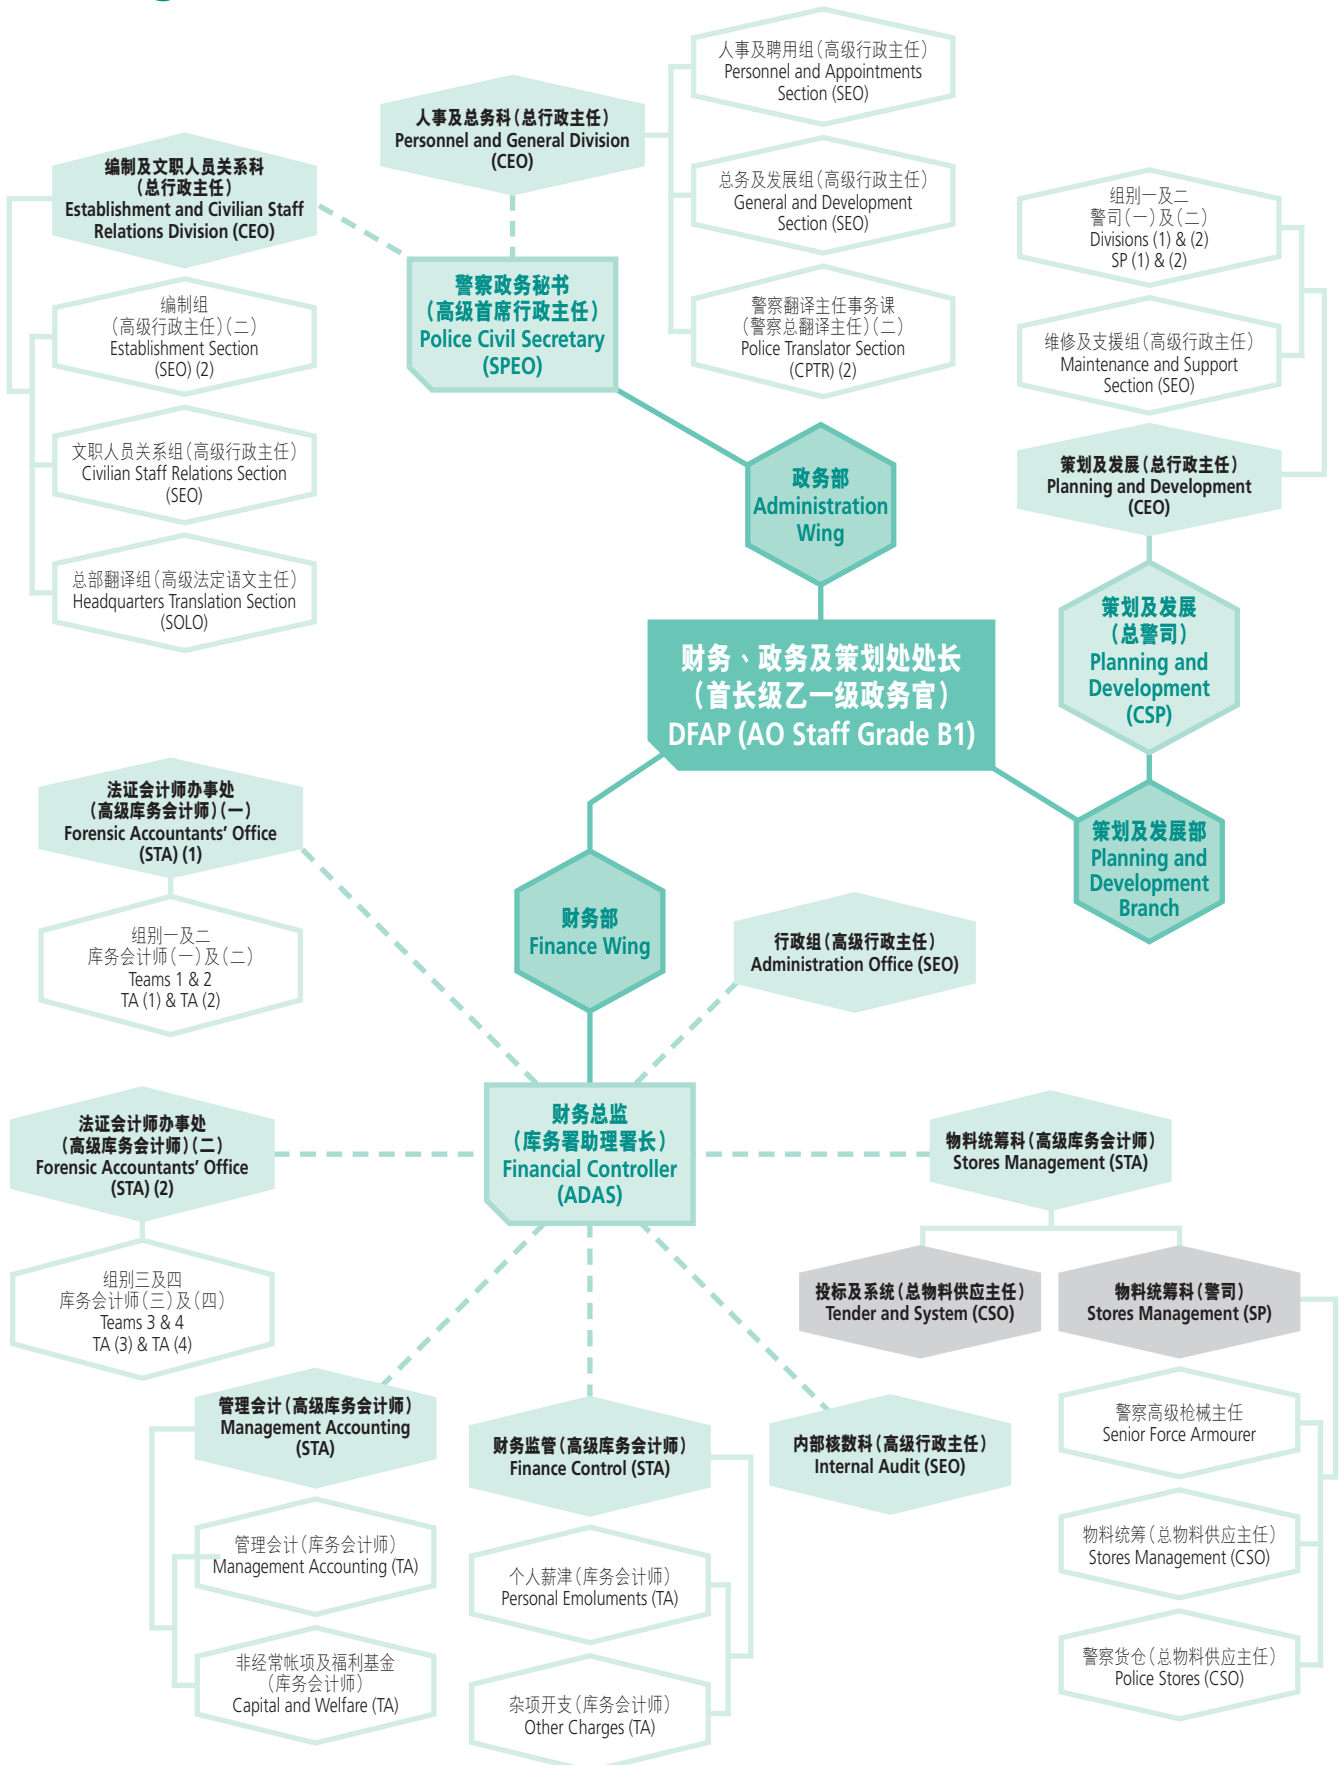 人事及聘用组(高级行政主任)
Personnel and Appointments
Section (SEO)
人事及总务科(总行政主任)
Personnel and General Division
(CEO)
总务及发展组(高级行政主任)
General and Development
Section (SEO)
警察翻译主任事务课
(警察总翻译主任)(二)
Police Translator Section
(CPTR) (2)
编制及文职人员关系科
(总行政主任)
Establishment and Civilian Staff
Relations Division (CEO)
编制组
(高级行政主任)(二)
Establishment Section
(SEO) (2)
文职人员关系组(高级行政主任)
Civilian Staff Relations Section
(SEO)
总部翻译组(高级法定语文主任)
Headquarters Translation Section
(SOLO)
警察政务秘书
(高级首席行政主任)
Police Civil Secretary
(SPEO)
政务部
Administration
Wing
组别一及二
警司(一)及(二)
Divisions (1) & (2)
SP (1) & (2)
维修及支援组(高级行政主任)
Maintenance and Support
Section (SEO)
策划及发展(总行政主任)
Planning and Development
(CEO)
策划及发展
(总警司)
Planning and
Development
(CSP)
策划及发展部
Planning and
Development
Branch
财务、政务及策划处处长
(首长级乙一级政务官)
DFAP (AO Staff Grade B1)
财务部
Finance Wing
法证会计师办事处
(高级库务会计师)(一)
Forensic Accountants’ Office
(STA) (1)
组别一及二
库务会计师(一)及(二)
Teams 1 & 2
TA (1) & TA (2)
行政组(高级行政主任)
Administration Office (SEO)
财务总监
(库务署助理署长)
Financial Controller
(ADAS)
法证会计师办事处
(高级库务会计师)(二)
Forensic Accountants’ Office
(STA) (2)
组别三及四
库务会计师(三)及(四)
Teams 3 & 4
TA (3) & TA (4)
物料统筹科(高级库务会计师)
Stores Management (STA)
投标及系统(总物料供应主任)
Tender and System (CSO)
物料统筹科(警司)
Stores Management (SP)
警察高级枪械主任
Senior Force Armourer
物料统筹(总物料供应主任)
Stores Management (CSO)
警察货仓(总物料供应主任)
Police Stores (CSO)
管理会计(高级库务会计师)
Management Accounting
(STA)
管理会计(库务会计师)
Management Accounting (TA)
非经常帐项及福利基金
(库务会计师)
Capital and Welfare (TA)
财务监管(高级库务会计师)
Finance Control (STA)
个人薪津(库务会计师)
Personal Emoluments (TA)
杂项开支(库务会计师)
Other Charges (TA)
内部核数科(高级行政主任)
Internal Audit (SEO)